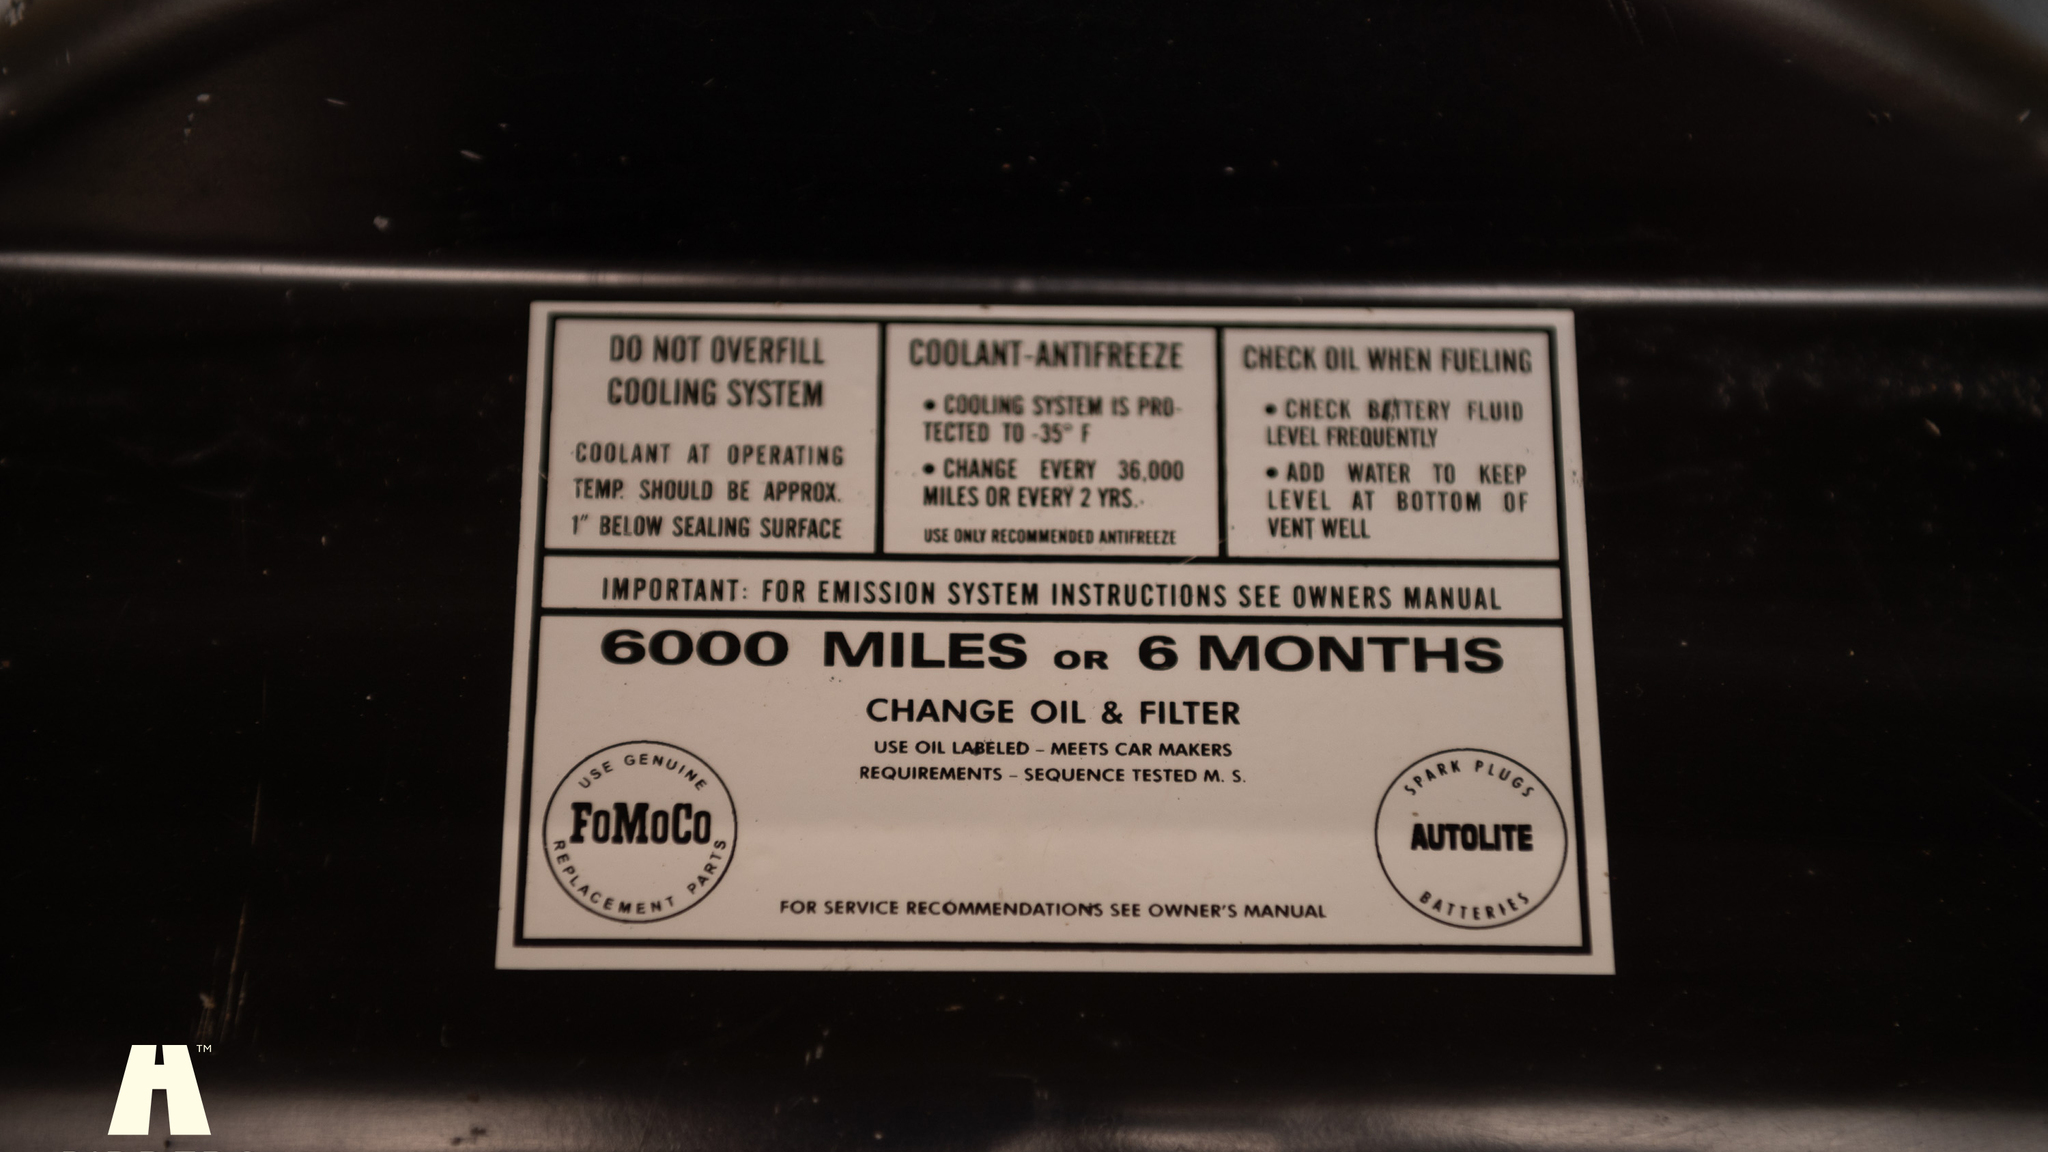 DO NOT OVERFILL
COOLING SYSTEM
COOLANT AT OPERATING
TEMP. SHOULD BE APPROX.
1" BELOW SEALING SURFACE
COOLANT-ANTIFREEZE
• COOLING SYSTEM IS PRO-
TECTED TO -35° F
• CHANGE EVERY 36,000
MILES OR EVERY 2 YRS.
USE ONLY RECOMMENDED ANTIFREEZE
CHECK OIL WHEN FUELING
• CHECK BATTERY FLUID
LEVEL FREQUENTLY
• ADD WATER TO KEEP
LEVEL AT BOTTOM OF
VENT WELL
IMPORTANT: FOR EMISSION SYSTEM INSTRUCTIONS SEE OWNERS MANUAL
6000 MILES OR 6 MONTHS
CHANGE OIL & FILTER
USE OIL LABELED – MEETS CAR MAKERS
REQUIREMENTS – SEQUENCE TESTED M. S.
USE GENUINE
FoMoCo
REPLACEMENT PARTS
SPARK PLUGS
AUTOLITE
BATTERIES
FOR SERVICE RECOMMENDATIONS SEE OWNER'S MANUAL
H™